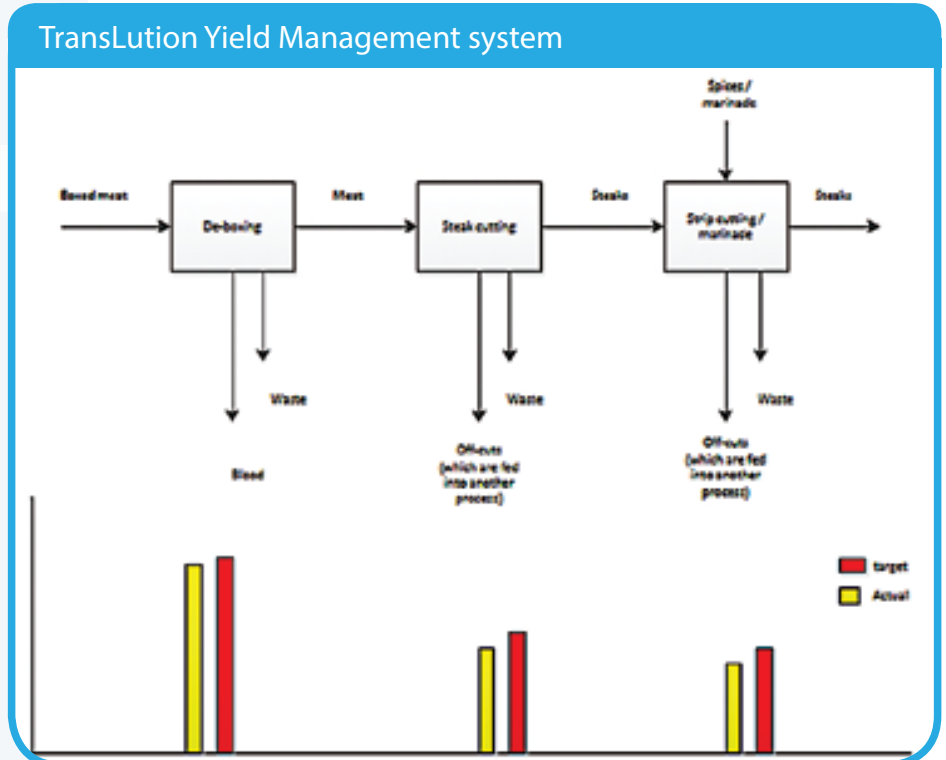 TransLution Yield Management system
Spices /
marinade
Boxed meat
Meat
Steaks
Steaks
De-boxing
Steak cutting
Strip cutting /
marinade
Waste
Waste
Waste
Blood
Off-cuts
(which are fed
into another
process)
Off-cuts
(which are fed
into another
process)
target
Actual